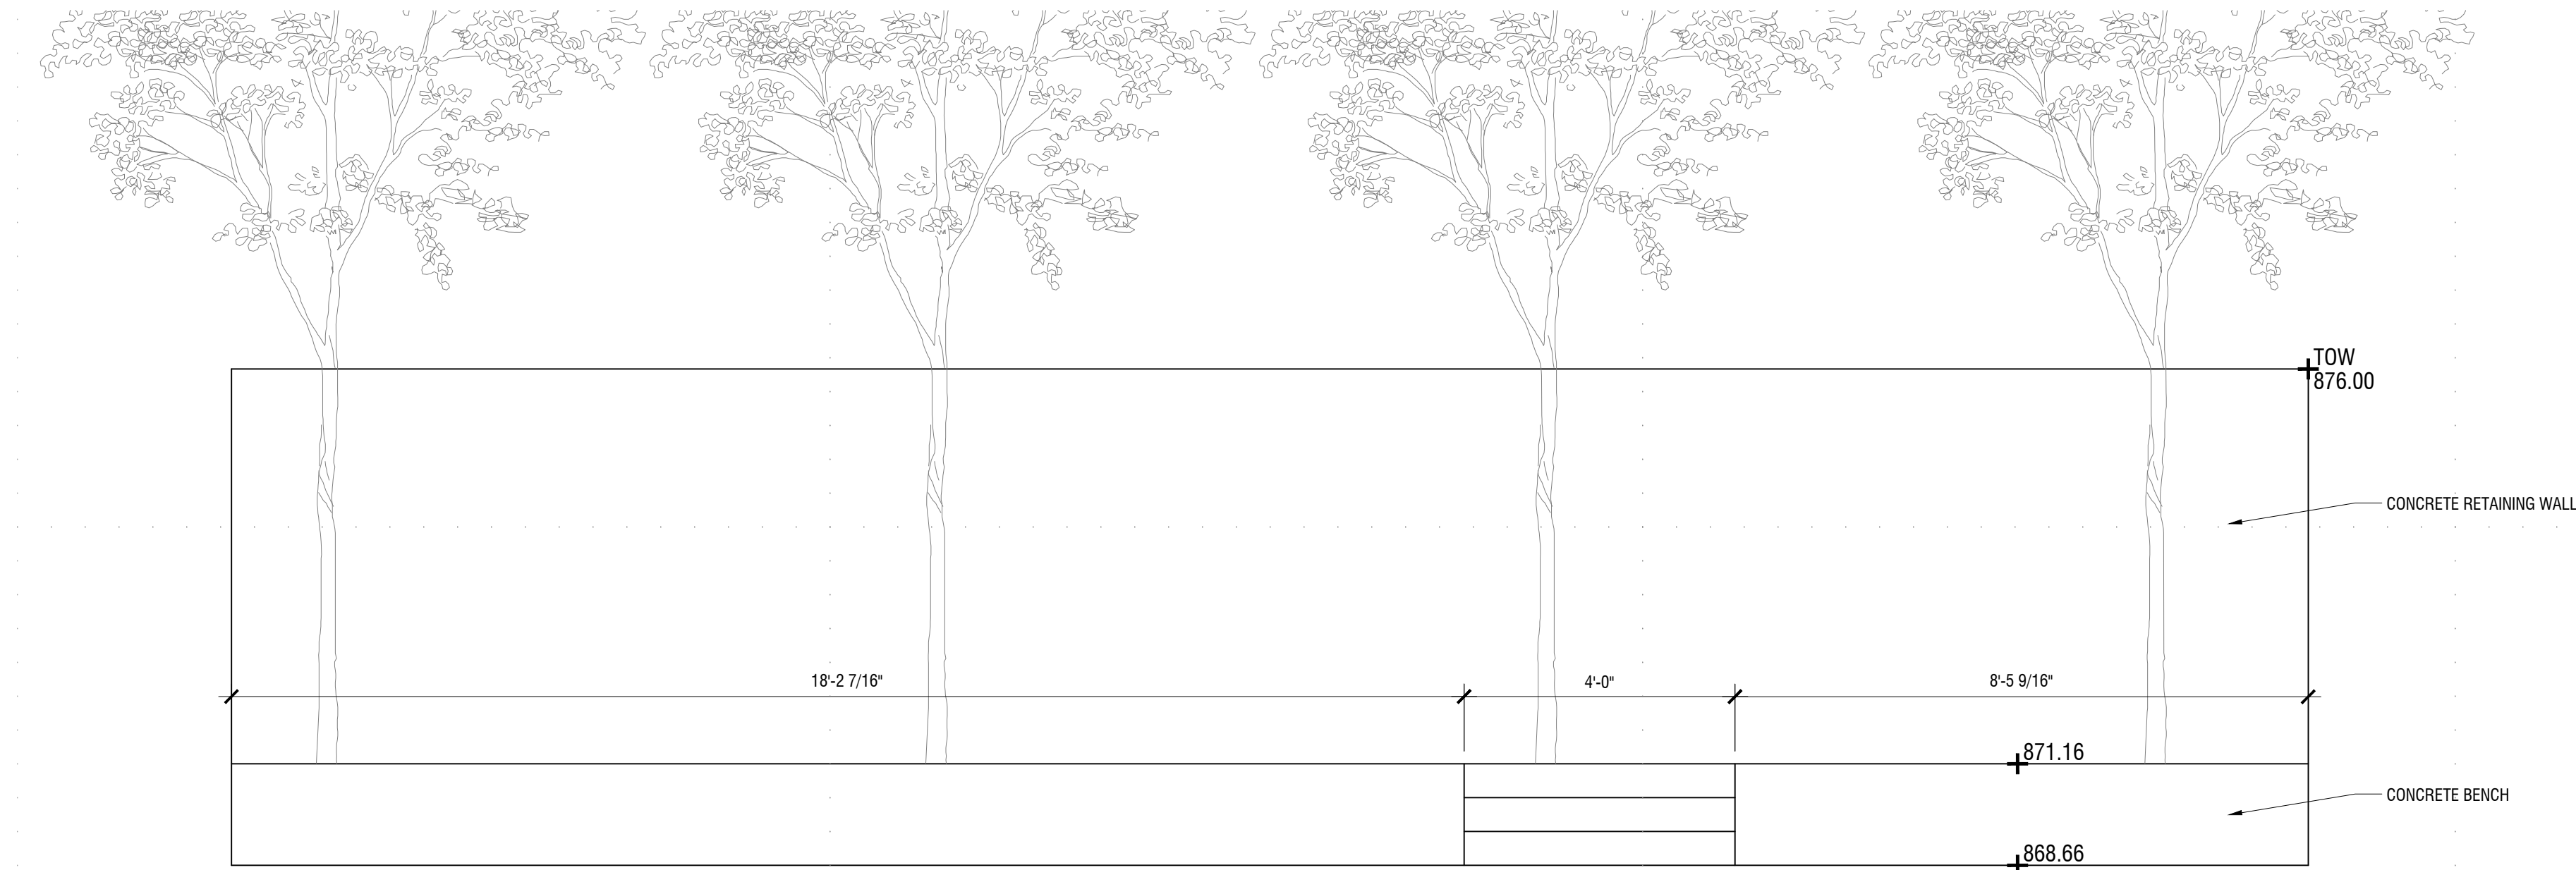 TOW
876.00
CONCRETE RETAINING WALL
18'-2 7/16"
4'-0"
8'-5 9/16"
871.16
CONCRETE BENCH
868.66